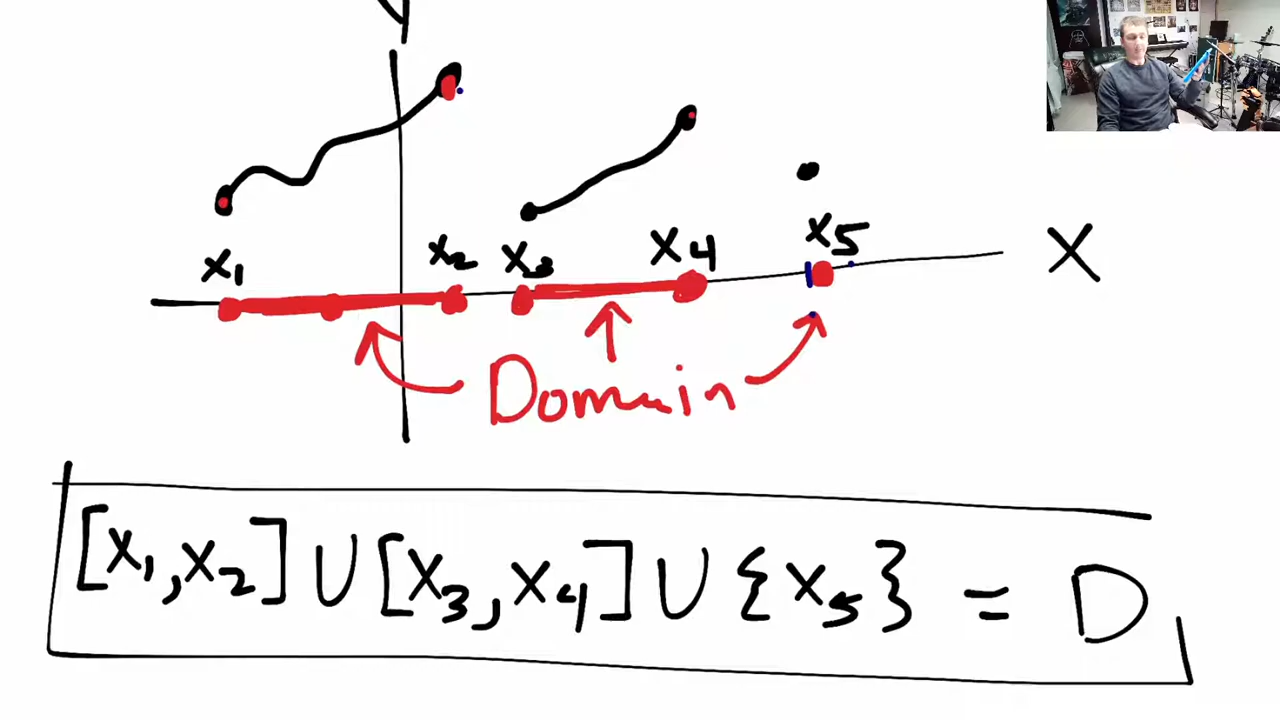 y
x₁ x₂ x₃ x₄ x₅ X
Domain
[x₁,x₂] U [x₃,x₄] U {x₅} = D